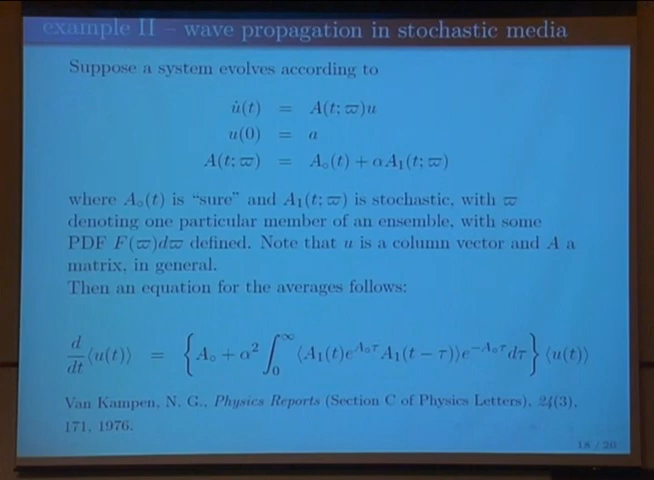 example II – wave propagation in stochastic media
Suppose a system evolves according to
u̇(t) = A(t; ϖ)u
u(0) = a
A(t; ϖ) = A₀(t) + αA₁(t; ϖ)
where A₀(t) is “sure” and A₁(t; ϖ) is stochastic, with ϖ
denoting one particular member of an ensemble, with some
PDF F(ϖ)dϖ defined. Note that u is a column vector and A a
matrix, in general.
Then an equation for the averages follows:
d/dt ⟨u(t)⟩ = {A₀ + α² ∫₀^∞ ⟨A₁(t)e^{A₀τ}A₁(t − τ)⟩e^{−A₀τ}dτ} ⟨u(t)⟩
Van Kampen, N. G., Physics Reports (Section C of Physics Letters), 24(3),
171, 1976.
18 / 20